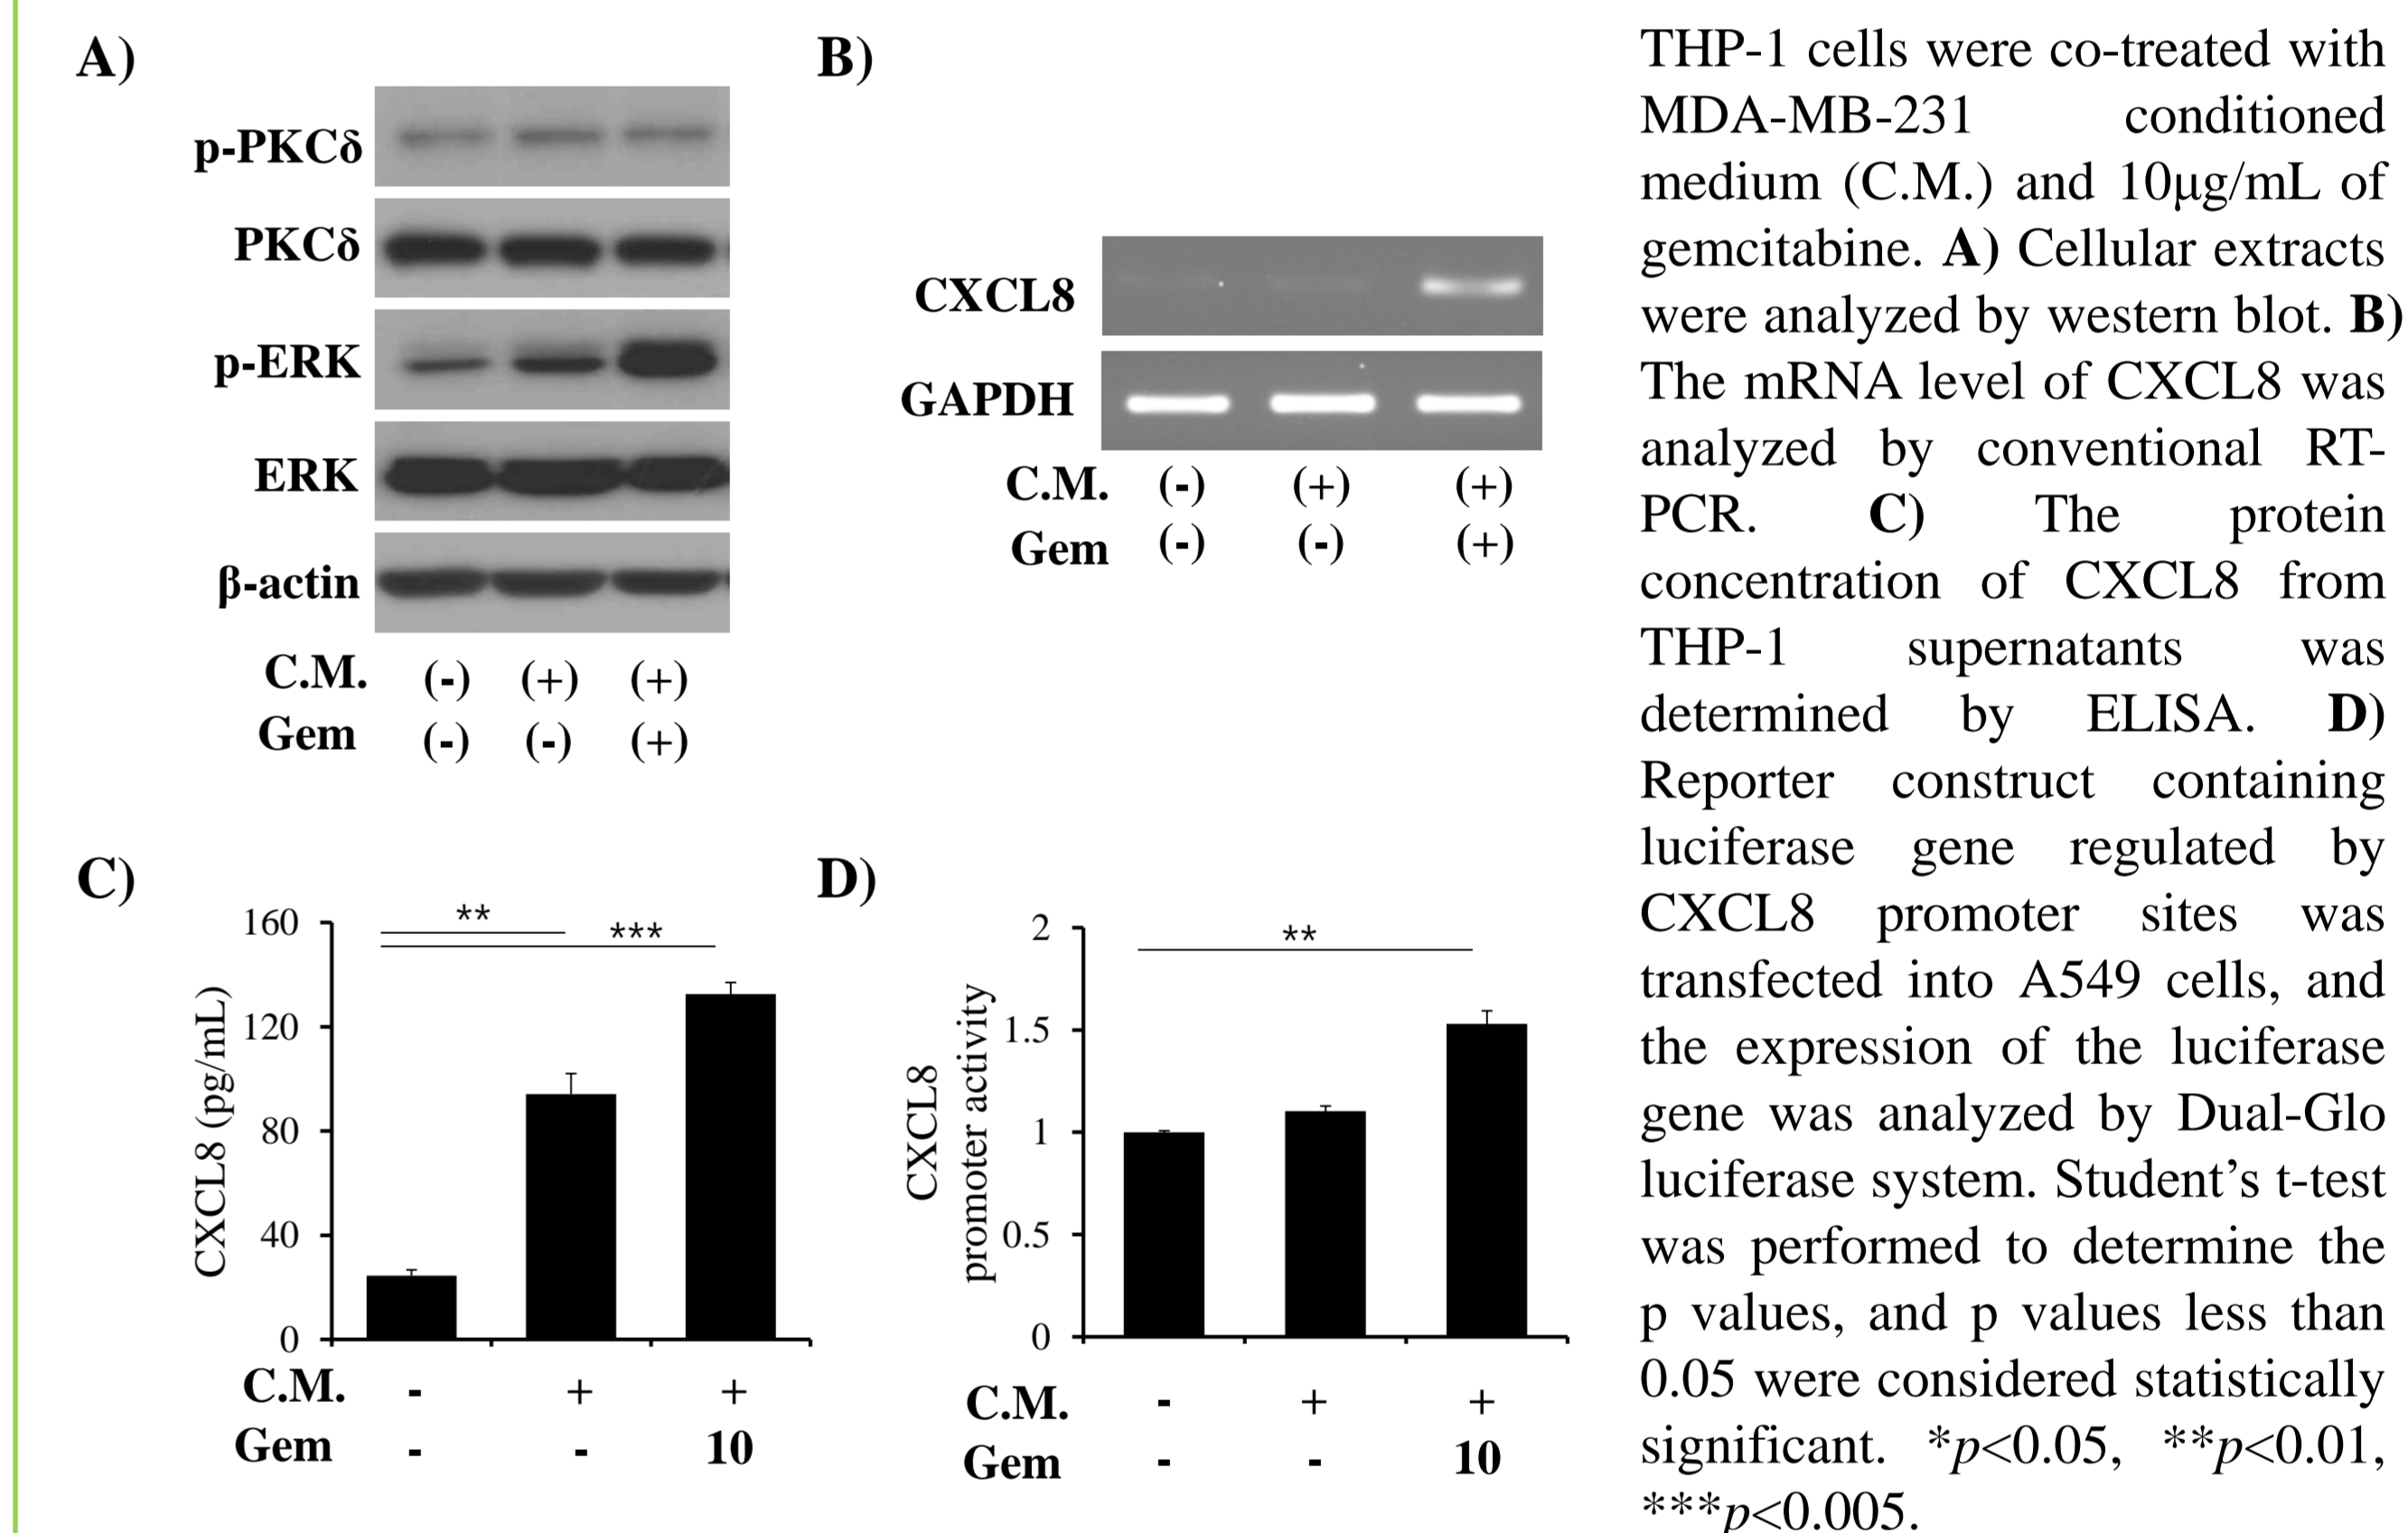 A)
p-PKCδ
PKCδ
p-ERK
ERK
β-actin
C.M. (-) (+) (+)
Gem (-) (-) (+)
B)
CXCL8
GAPDH
C.M. (-) (+) (+)
Gem (-) (-) (+)
C)
CXCL8 (pg/mL)
160
120
80
40
0
** 
***
C.M. - + +
Gem - - 10
D)
CXCL8
promoter activity
2
1.5
1
0.5
0
**
C.M. - + +
Gem - - 10
THP-1 cells were co-treated with
MDA-MB-231 conditioned
medium (C.M.) and 10µg/mL of
gemcitabine. A) Cellular extracts
were analyzed by western blot. B)
The mRNA level of CXCL8 was
analyzed by conventional RT-
PCR. C) The protein
concentration of CXCL8 from
THP-1 supernatants was
determined by ELISA. D)
Reporter construct containing
luciferase gene regulated by
CXCL8 promoter sites was
transfected into A549 cells, and
the expression of the luciferase
gene was analyzed by Dual-Glo
luciferase system. Student’s t-test
was performed to determine the
p values, and p values less than
0.05 were considered statistically
significant. *p<0.05, **p<0.01,
***p<0.005.